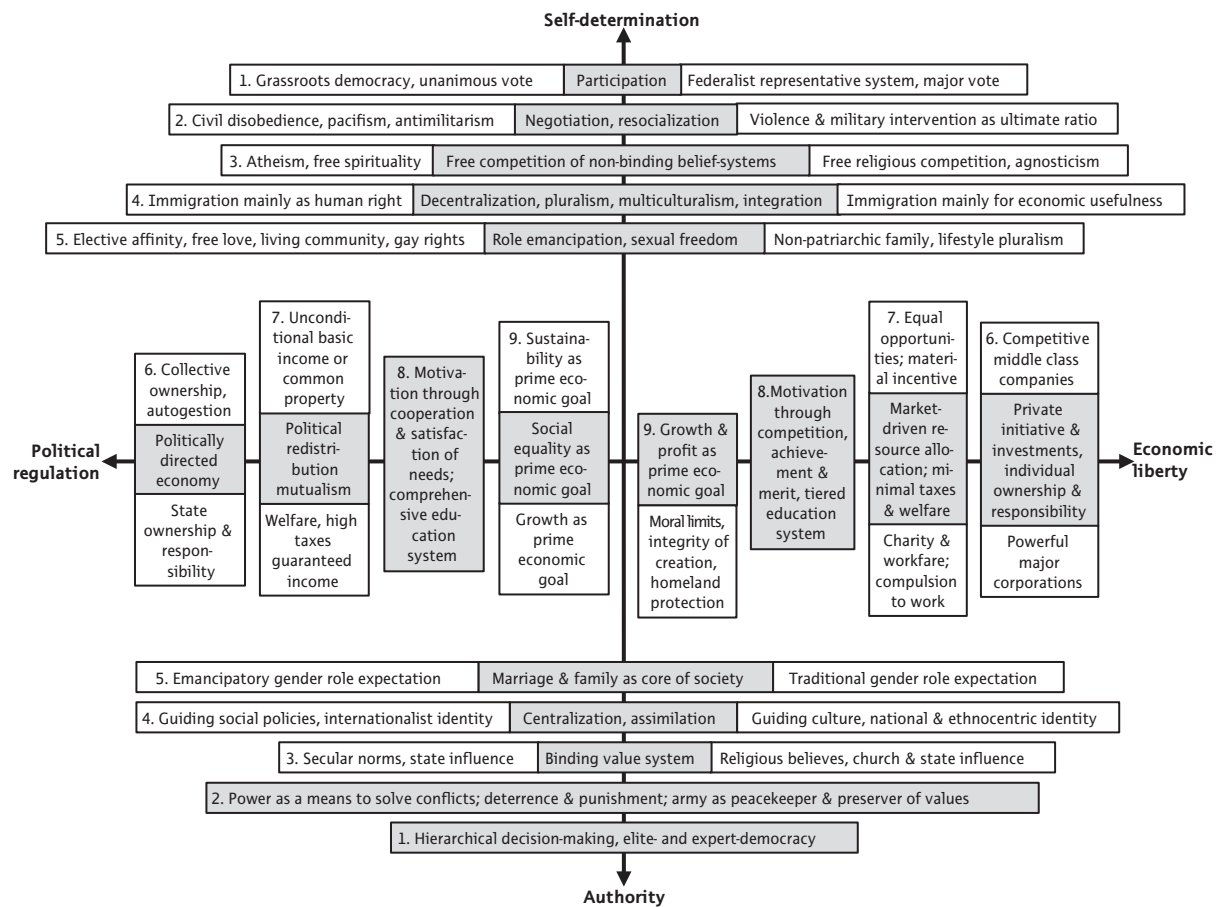 Self-determination
1. Grassroots democracy, unanimous vote
Participation
Federalist representative system, major vote
2. Civil disobedience, pacifism, antimilitarism
Negotiation, resocialization
Violence & military intervention as ultimate ratio
3. Atheism, free spirituality
Free competition of non-binding belief-systems
Free religious competition, agnosticism
4. Immigration mainly as human right
Decentralization, pluralism, multiculturalism, integration
Immigration mainly for economic usefulness
5. Elective affinity, free love, living community, gay rights
Role emancipation, sexual freedom
Non-patriarchic family, lifestyle pluralism
Political
regulation
6. Collective
ownership,
autogestion
Politically
directed
economy
State
ownership &
respon-
sibility
7. Uncondi-
tional basic
income or
common
property
Political
redistri-
bution
mutualism
Welfare, high
taxes
guaranteed
income
8. Motiva-
tion through
cooperation
& satisfac-
tion of
needs;
comprehen-
sive edu-
cation
system
9. Sustaina-
bility as
prime eco-
nomic goal
Social
equality as
prime eco-
nomic goal
Growth as
prime
economic
goal
9. Growth &
profit as
prime eco-
nomic goal
Moral limits,
integrity of
creation,
homeland
protection
8.Motivation
through
competition,
achieve-
ment &
merit, tiered
education
system
7. Equal
opportuni-
ties; materi-
al incentive
Market-
driven re-
source allo-
cation; mi-
nimal taxes
& welfare
Charity &
workfare;
compulsion
to work
6. Competitive
middle class
companies
Private
initiative &
investments,
individual
ownership &
responsibility
Powerful
major
corporations
Economic
liberty
5. Emancipatory gender role expectation
Marriage & family as core of society
Traditional gender role expectation
4. Guiding social policies, internationalist identity
Centralization, assimilation
Guiding culture, national & ethnocentric identity
3. Secular norms, state influence
Binding value system
Religious believes, church & state influence
2. Power as a means to solve conflicts; deterrence & punishment; army as peacekeeper & preserver of values
1. Hierarchical decision-making, elite- and expert-democracy
Authority